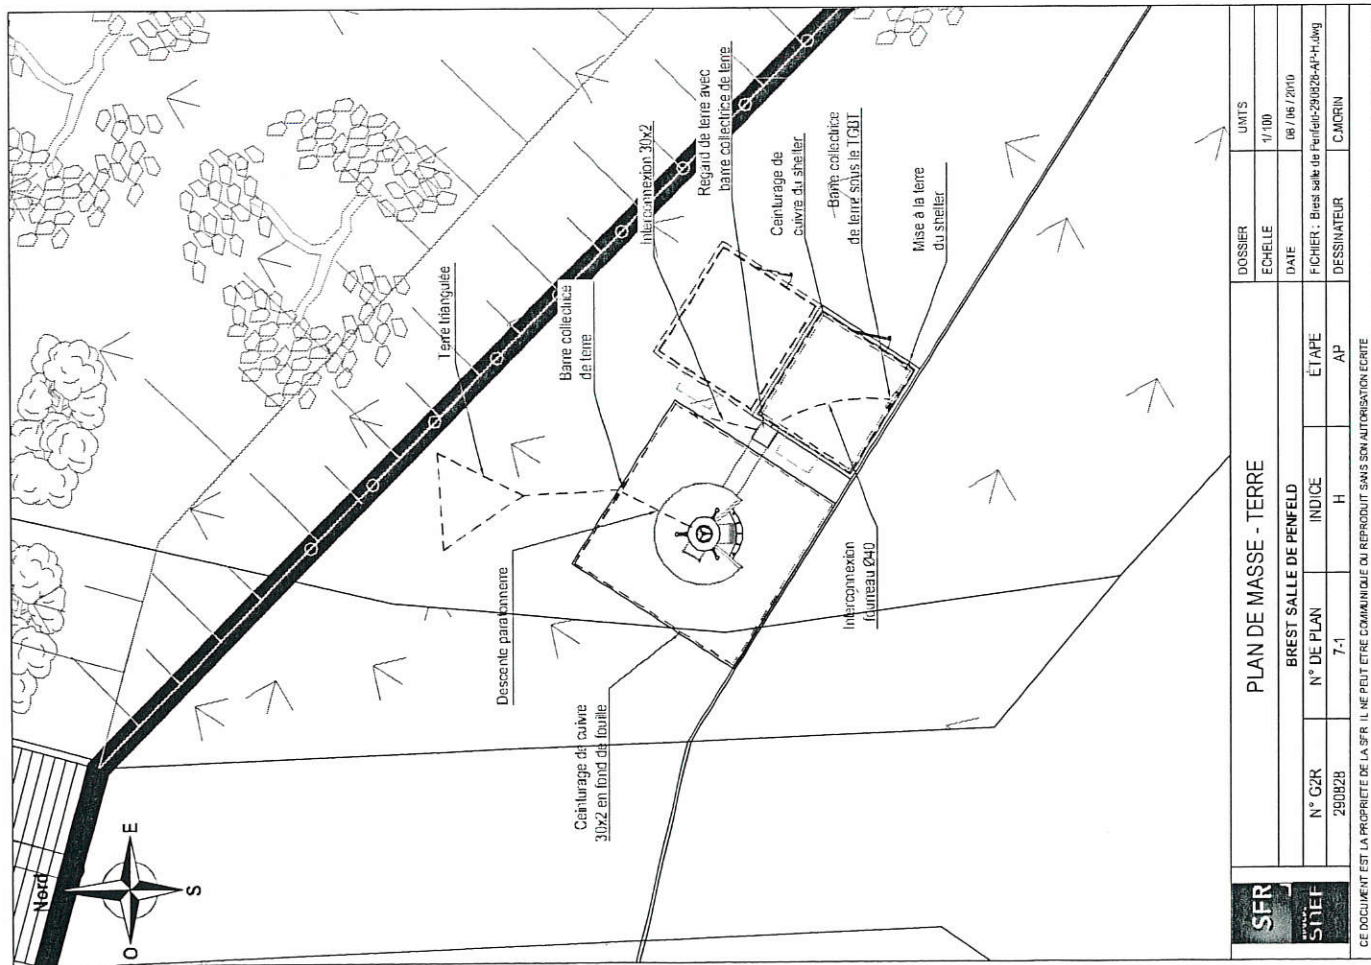 Nord
E
S
O
Terre triangulée
Barre collectrice
de terre
Interconnexion 30x2
Regard de terre avec
barre collectrice de terre
Ceinturage de
cuivre du shelter
Barre collectrice
de terre sous le TGBT
Mise à la terre
du shelter
Descente paratonnerre
Ceinturage de cuivre
30x2 en fond de fouille
Interconnexion
fourreau Ø40
SFR
SNEF
PLAN DE MASSE - TERRE
BREST SALLE DE PENFELD
N° G2R
N° DE PLAN
INDICE
ÉTAPE
290828
7-1
H
AP
DOSSIER
UMTS
ECHELLE
1/100
DATE
08 / 06 / 2010
FICHIER : Brest salle de Penfeld-290828-AP-H.dwg
DESSINATEUR
C.MORIN
CE DOCUMENT EST LA PROPRIETE DE LA SFR IL NE PEUT ETRE COMMUNIQUE OU REPRODUIT SANS SON AUTORISATION ECRITE